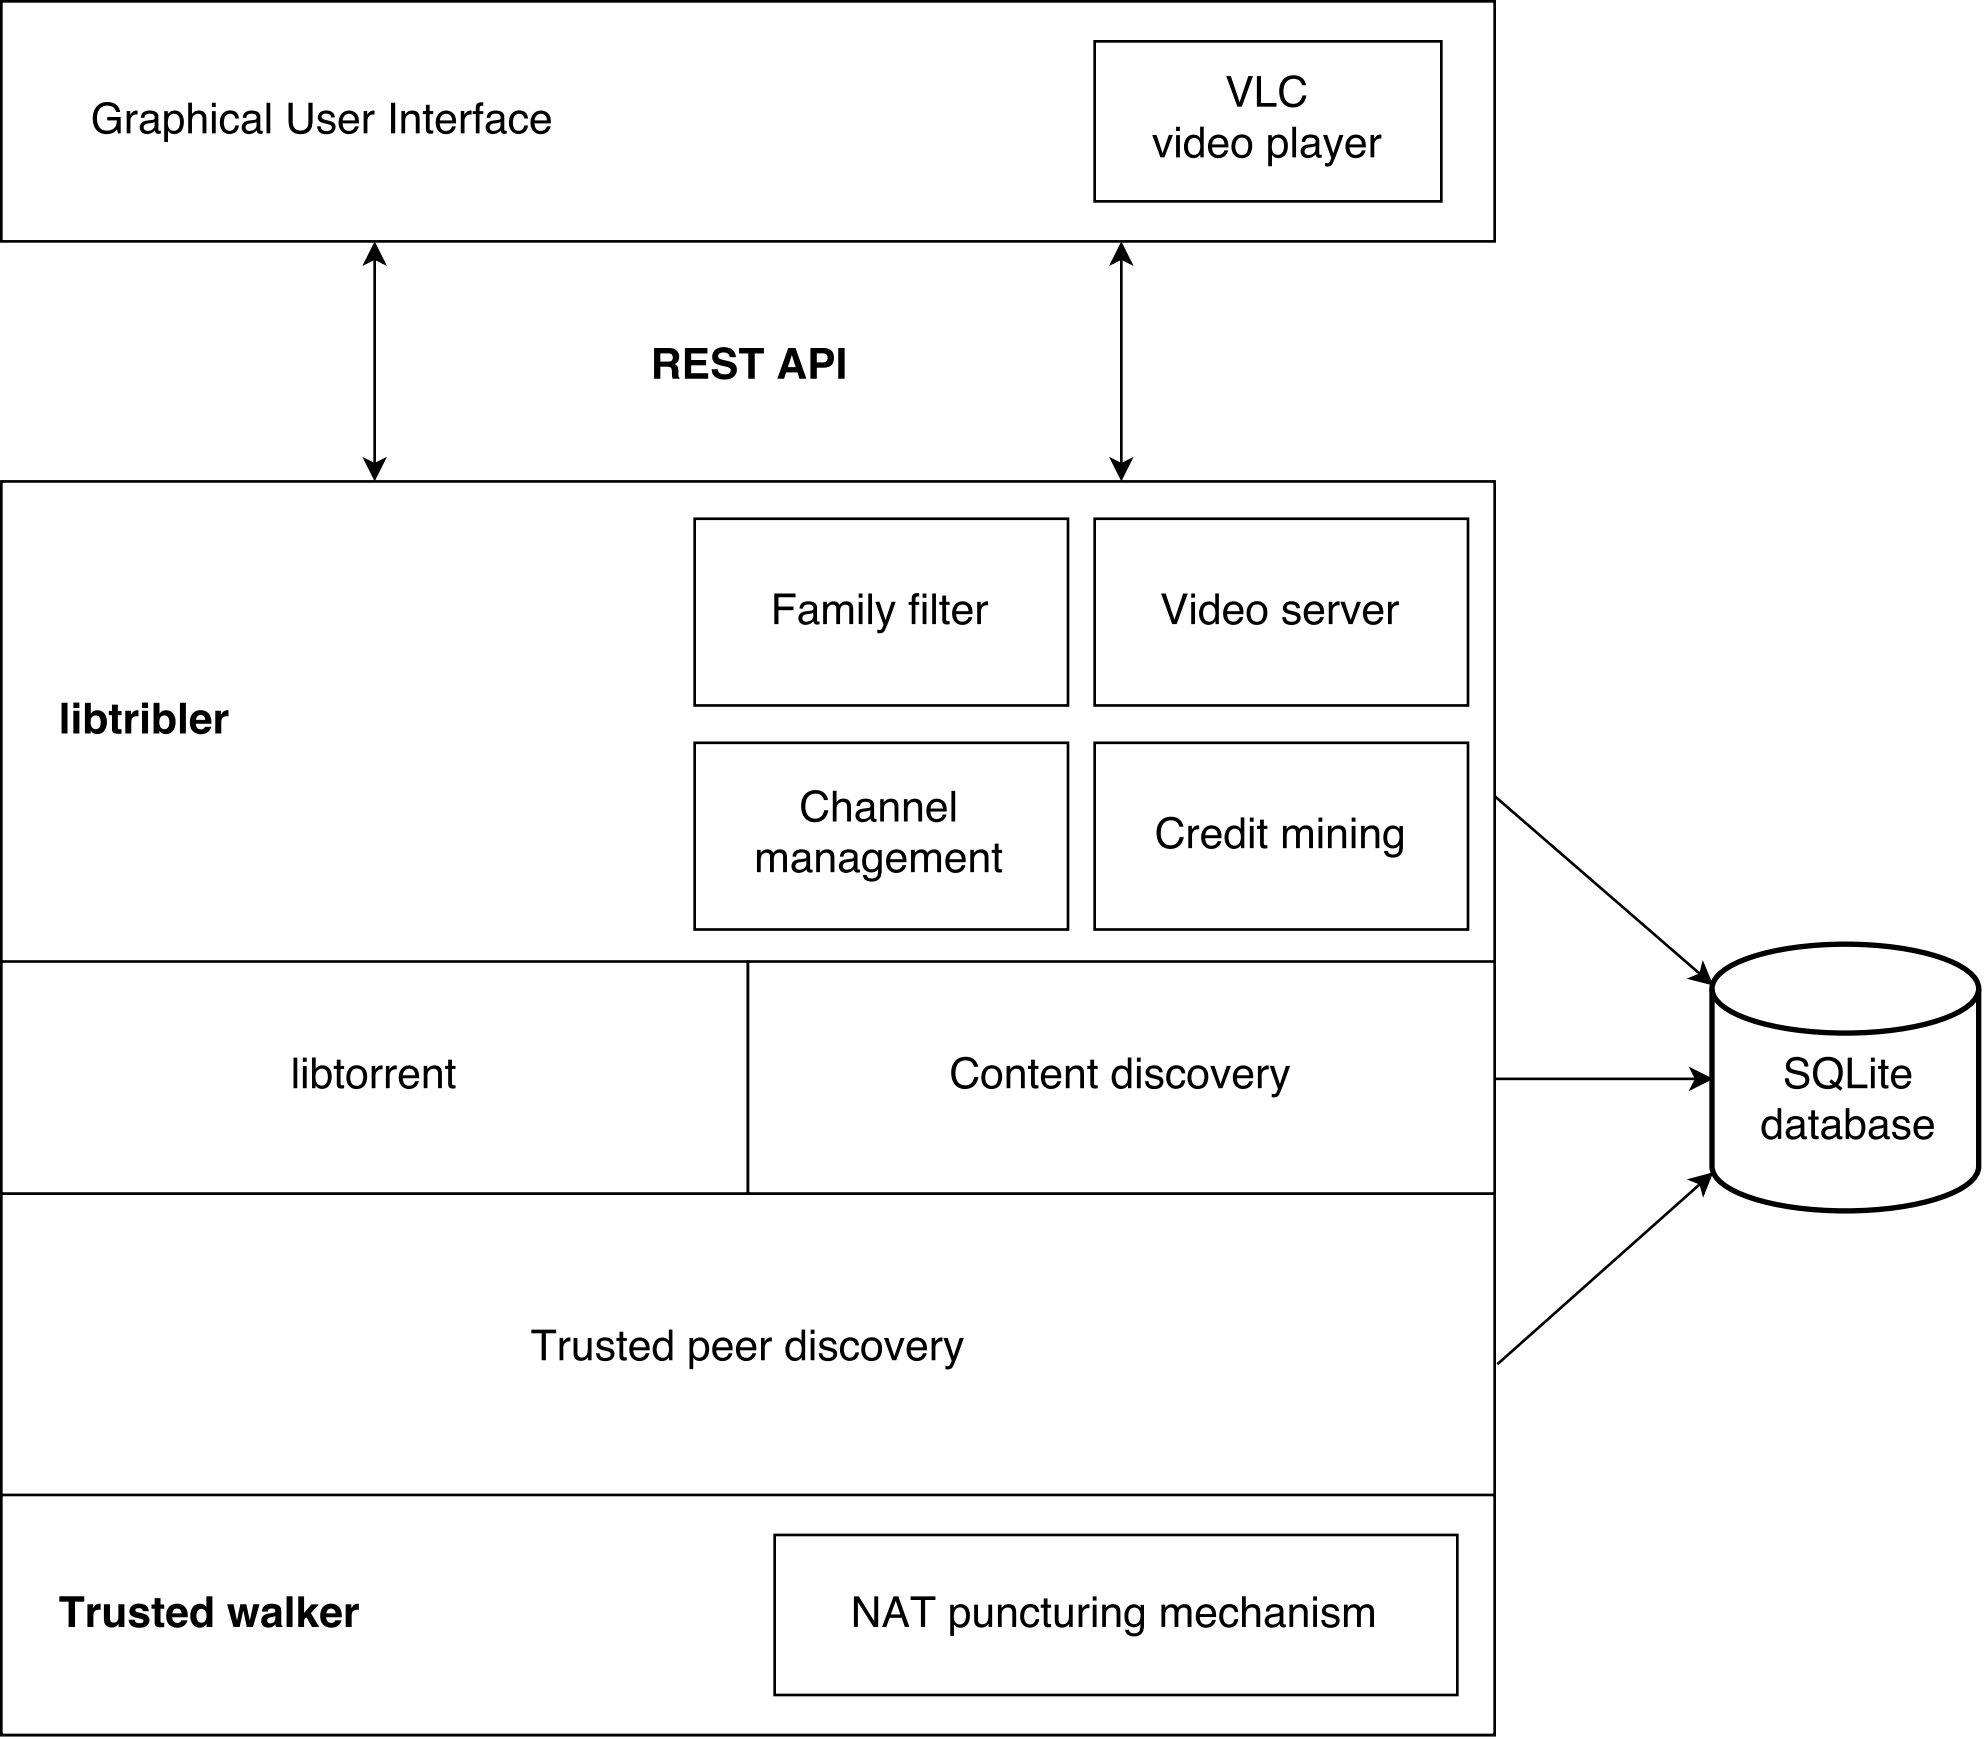 Graphical User Interface
VLC
video player
REST API
Family filter
Video server
libtribler
Channel
management
Credit mining
libtorrent
Content discovery
SQLite
database
Trusted peer discovery
Trusted walker
NAT puncturing mechanism